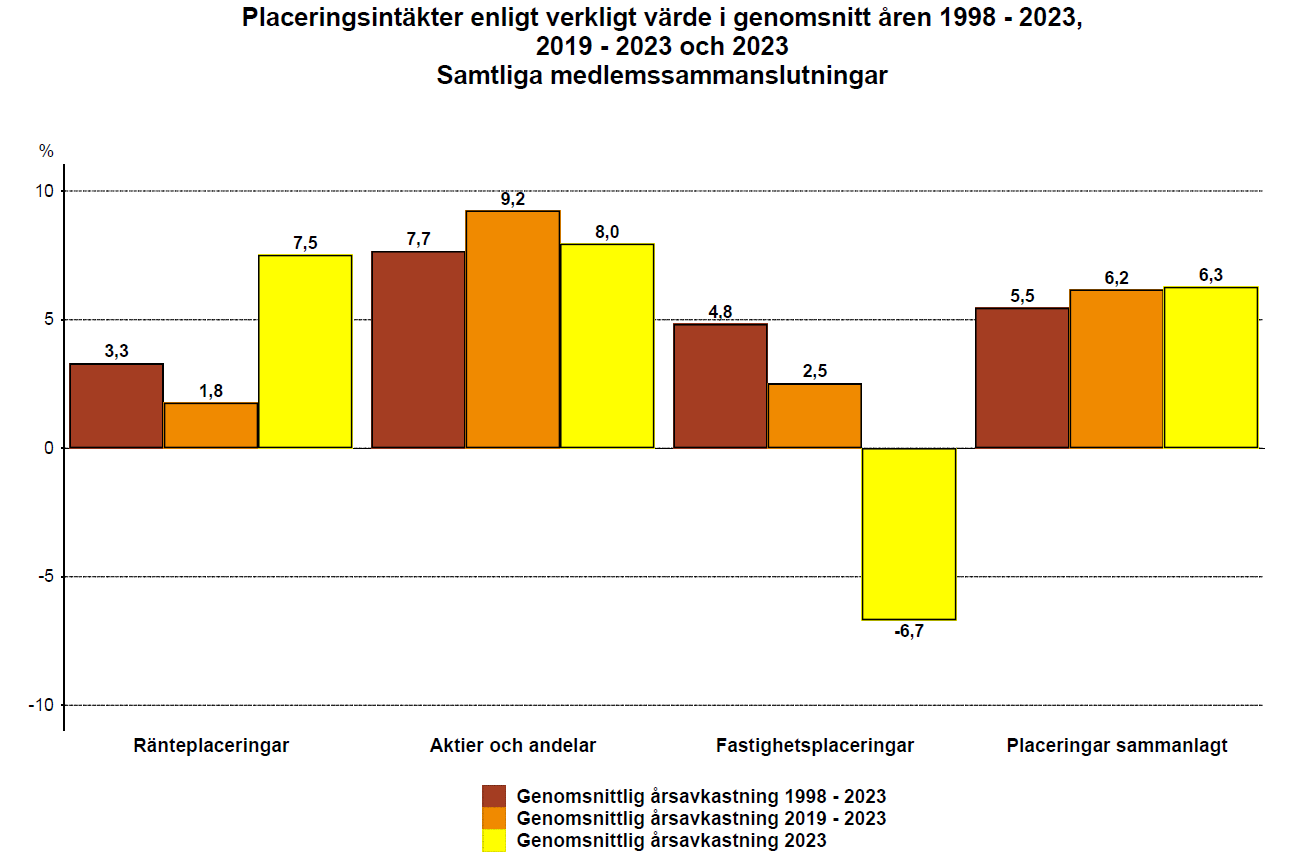 Placeringsintäkter enligt verkligt värde i genomsnitt åren 1998 - 2023,
2019 - 2023 och 2023
Samtliga medlemssammanslutningar
%
10
5
0
-5
-10
3,3
1,8
7,5
7,7
9,2
8,0
4,8
2,5
-6,7
5,5
6,2
6,3
Ränteplaceringar
Aktier och andelar
Fastighetsplaceringar
Placeringar sammanlagt
Genomsnittlig årsavkastning 1998 - 2023
Genomsnittlig årsavkastning 2019 - 2023
Genomsnittlig årsavkastning 2023